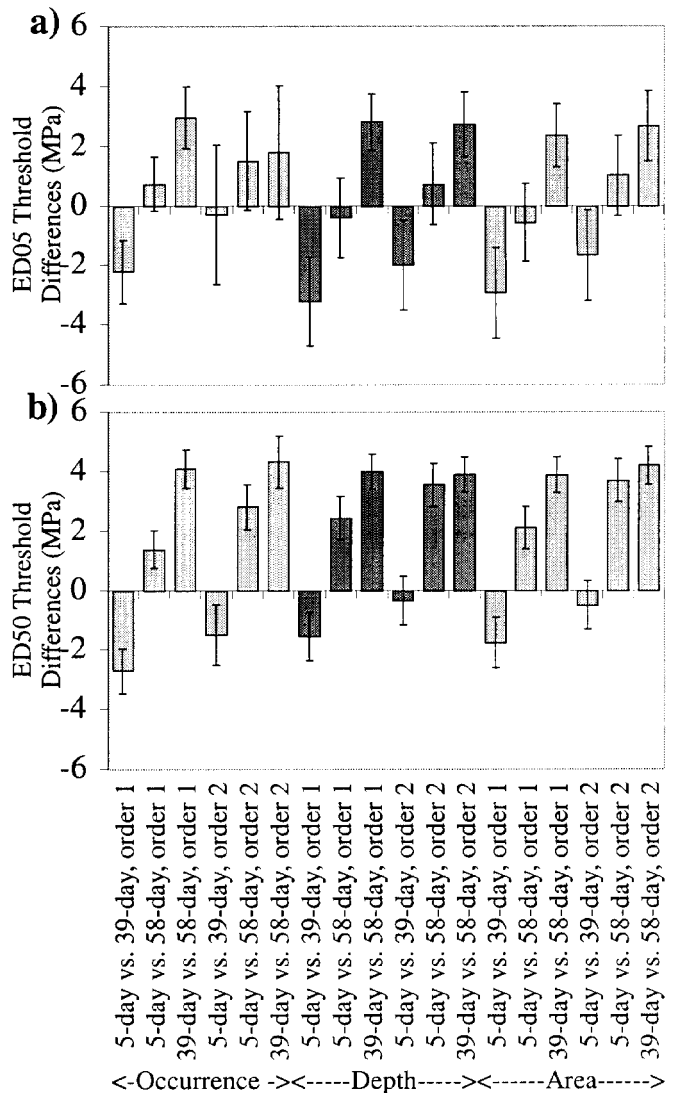 a)
6
4
2
0
-2
-4
-6
ED05 Threshold
Differences (MPa)
b)
6
4
2
0
-2
-4
-6
ED50 Threshold
Differences (MPa)
5-day vs. 39-day, order 1
5-day vs. 58-day, order 1
39-day vs. 58-day, order 1
5-day vs. 39-day, order 2
5-day vs. 58-day, order 2
39-day vs. 58-day, order 2
5-day vs. 39-day, order 1
5-day vs. 58-day, order 1
39-day vs. 58-day, order 1
5-day vs. 39-day, order 2
5-day vs. 58-day, order 2
39-day vs. 58-day, order 2
5-day vs. 39-day, order 1
5-day vs. 58-day, order 1
39-day vs. 58-day, order 1
5-day vs. 39-day, order 2
5-day vs. 58-day, order 2
39-day vs. 58-day, order 2
<-Occurrence -><-----Depth-----><-----Area----->